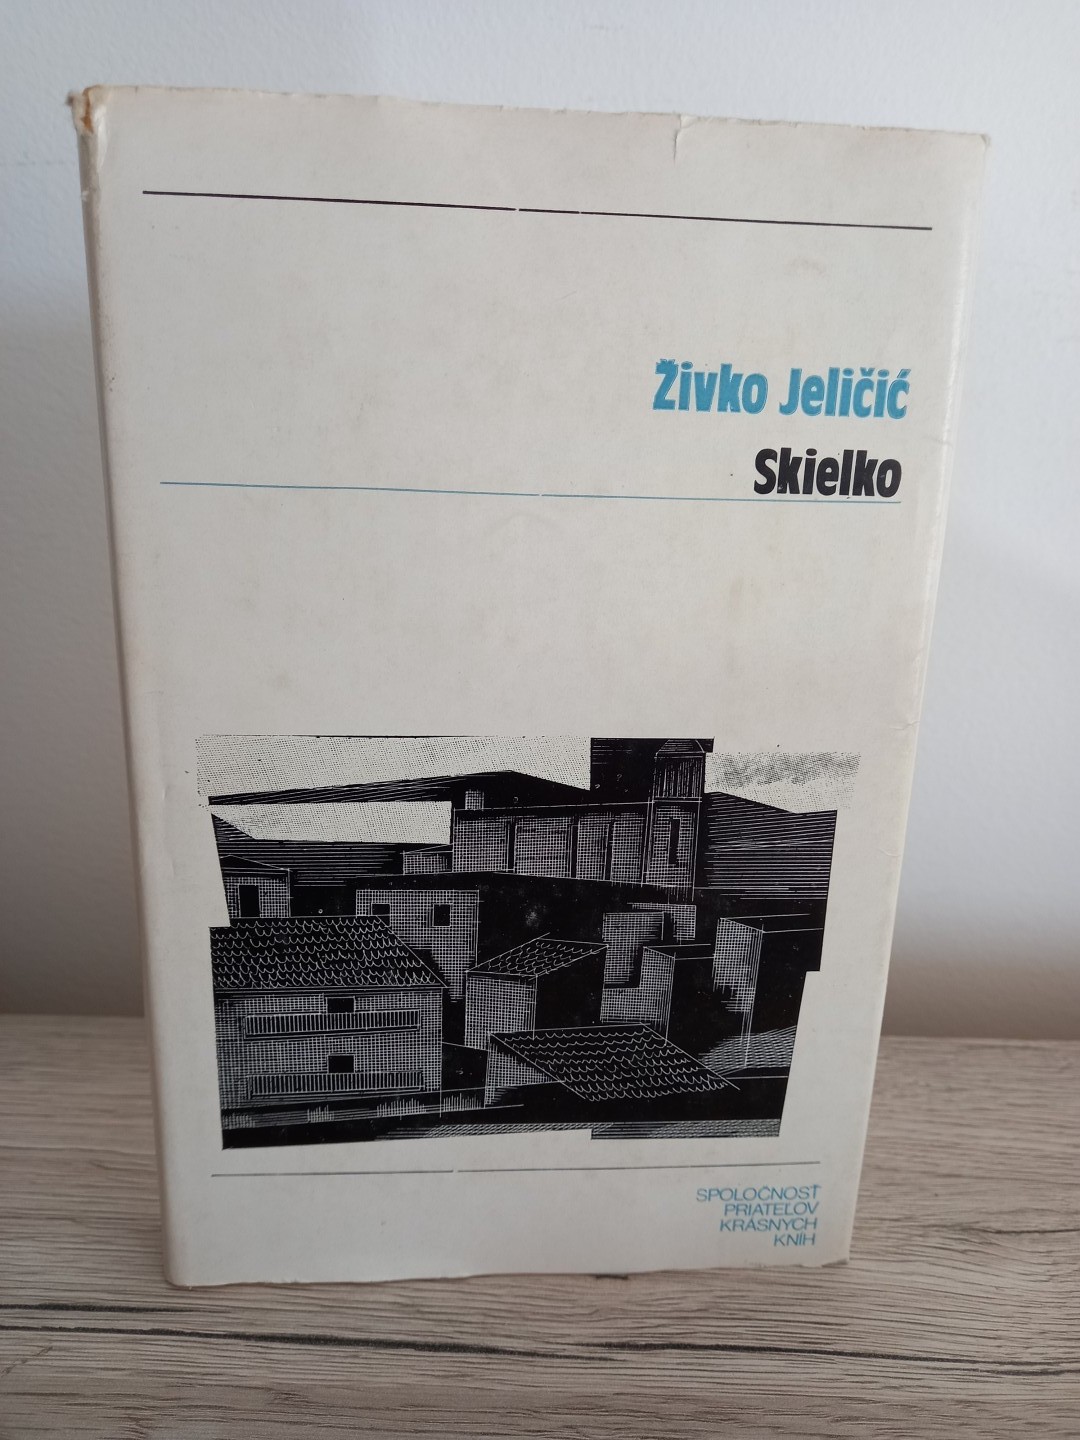 Živko Jeličić
Skielko
SPOLOČNOSŤ
PRIATEĽOV
KRÁSNYCH
KNÍH